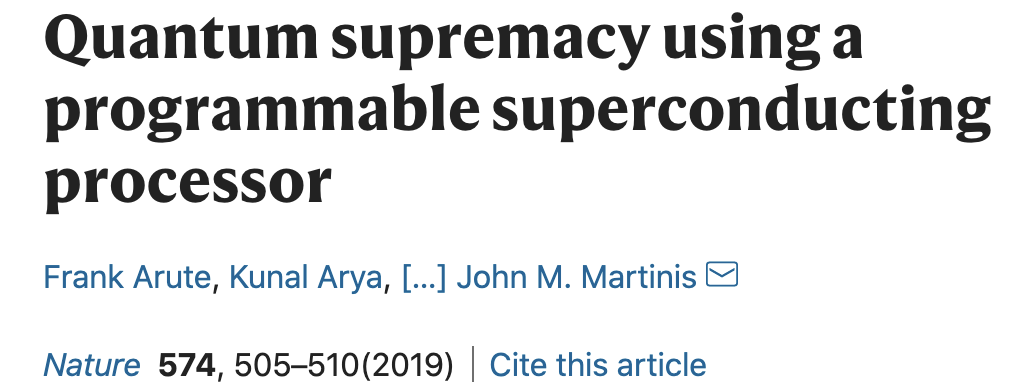 Quantum supremacy using a
programmable superconducting
processor
Frank Arute, Kunal Arya, [...] John M. Martinis
Nature 574, 505–510(2019) | Cite this article